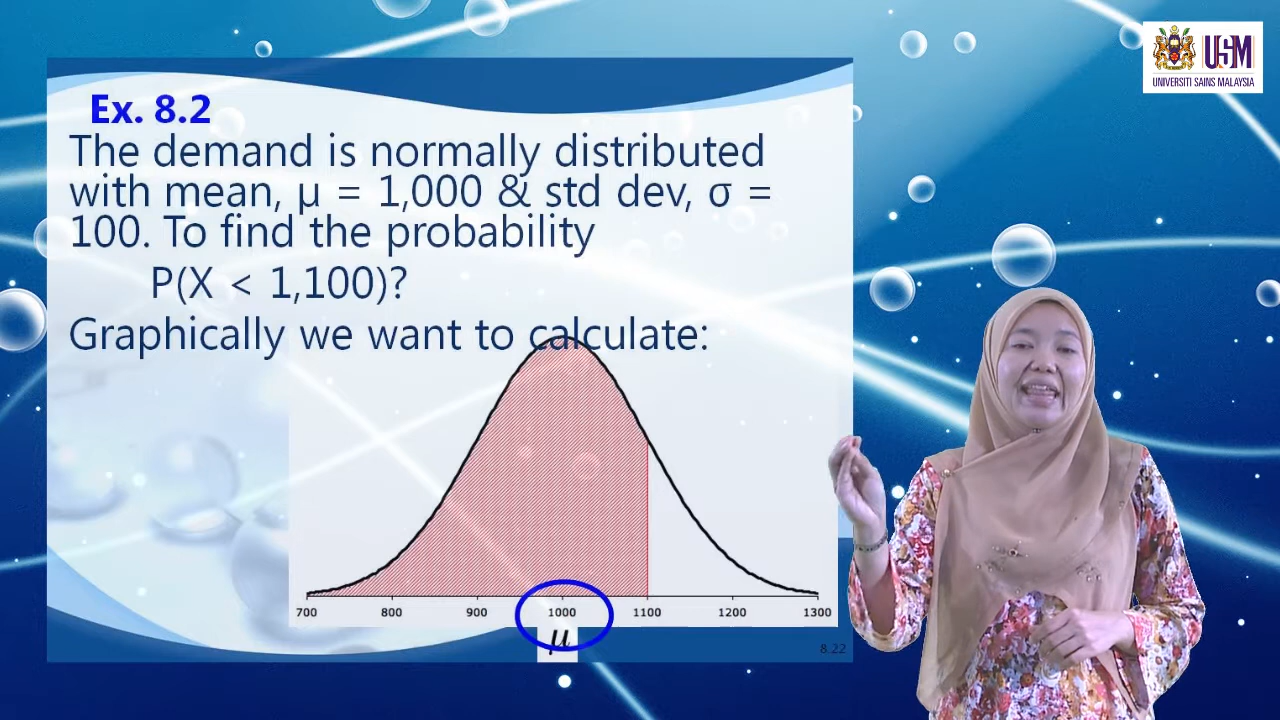 USM
UNIVERSITI SAINS MALAYSIA
Ex. 8.2
The demand is normally distributed
with mean, μ = 1,000 & std dev, σ =
100. To find the probability
P(X < 1,100)?
Graphically we want to calculate:
700 800 900 1000 1100 1200 1300
μ
8.22